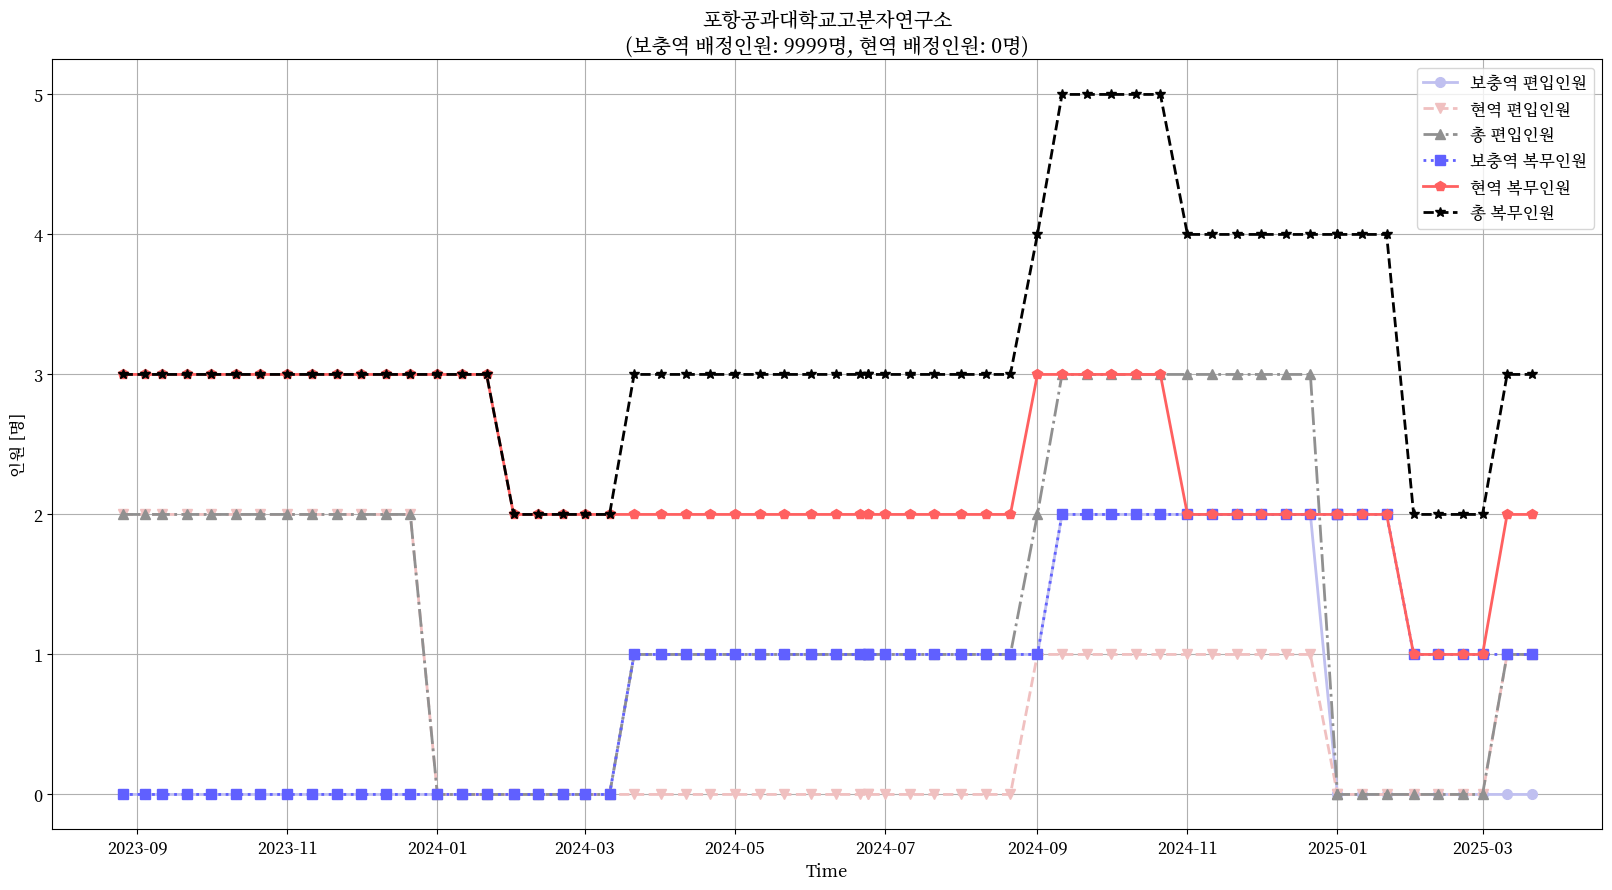 포항공과대학교고분자연구소
(보충역 배정인원: 9999명, 현역 배정인원: 0명)
보충역 편입인원
현역 편입인원
총 편입인원
보충역 복무인원
현역 복무인원
총 복무인원
인원 [명]
5
4
3
2
1
0
2023-09
2023-11
2024-01
2024-03
2024-05
2024-07
2024-09
2024-11
2025-01
2025-03
Time